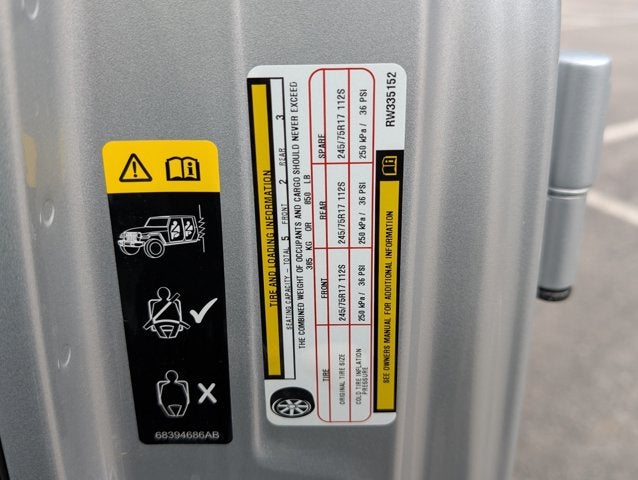 68394686AB
TIRE AND LOADING INFORMATION
SEATING CAPACITY – TOTAL 5 FRONT 2 REAR 3
THE COMBINED WEIGHT OF OCCUPANTS AND CARGO SHOULD NEVER EXCEED
385 KG OR 850 LB
TIRE FRONT REAR SPARE
ORIGINAL TIRE SIZE 245/75R17 112S 245/75R17 112S 245/75R17 112S
COLD TIRE INFLATION
PRESSURE 250 kPa / 36 PSI 250 kPa / 36 PSI 250 kPa / 36 PSI
SEE OWNERS MANUAL FOR ADDITIONAL INFORMATION
RW335152